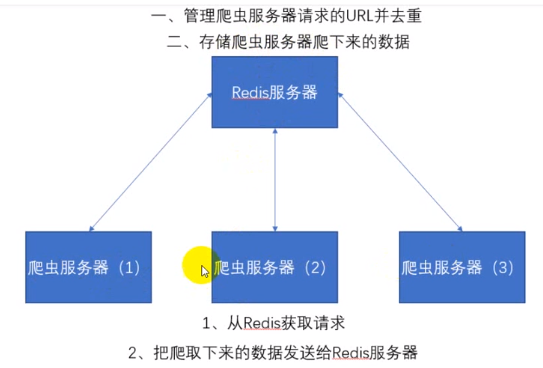 一、管理爬虫服务器请求的URL并去重
二、存储爬虫服务器爬下来的数据
Redis服务器
爬虫服务器（1）
爬虫服务器（2）
爬虫服务器（3）
1、从Redis获取请求
2、把爬取下来的数据发送给Redis服务器